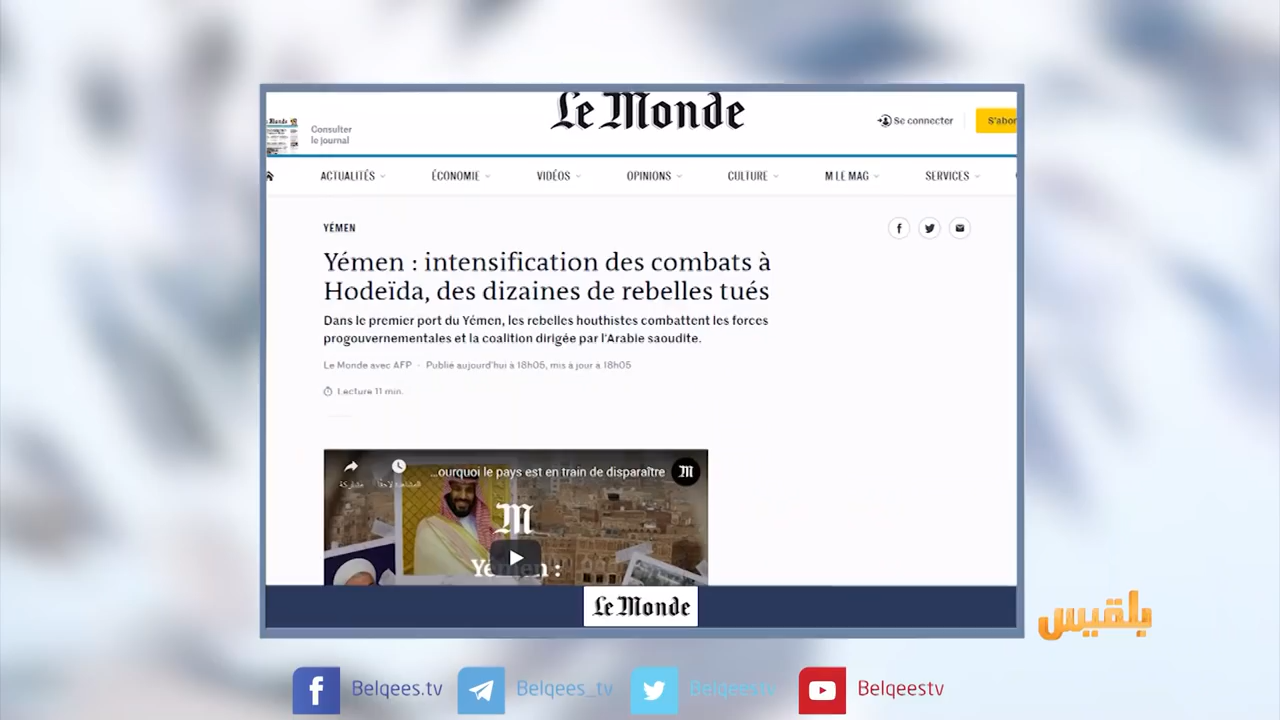 Le Monde
Consulter
le journal
Se connecter
S'abor
ACTUALITÉS
ÉCONOMIE
VIDÉOS
OPINIONS
CULTURE
M LE MAG
SERVICES
YÉMEN
Yémen : intensification des combats à
Hodeïda, des dizaines de rebelles tués
Dans le premier port du Yémen, les rebelles houthistes combattent les forces
progouvernementales et la coalition dirigée par l'Arabie saoudite.
Le Monde avec AFP · Publié aujourd'hui à 18h05, mis à jour à 18h05
Lecture 11 min.
...ourquoi le pays est en train de disparaître
M
مشاركة
المشاهدة لاحقًا
M
Yémen :
Le Monde
بلقيس
Belqees.tv
Belqees_tv
Belqeestv
Belqeestv